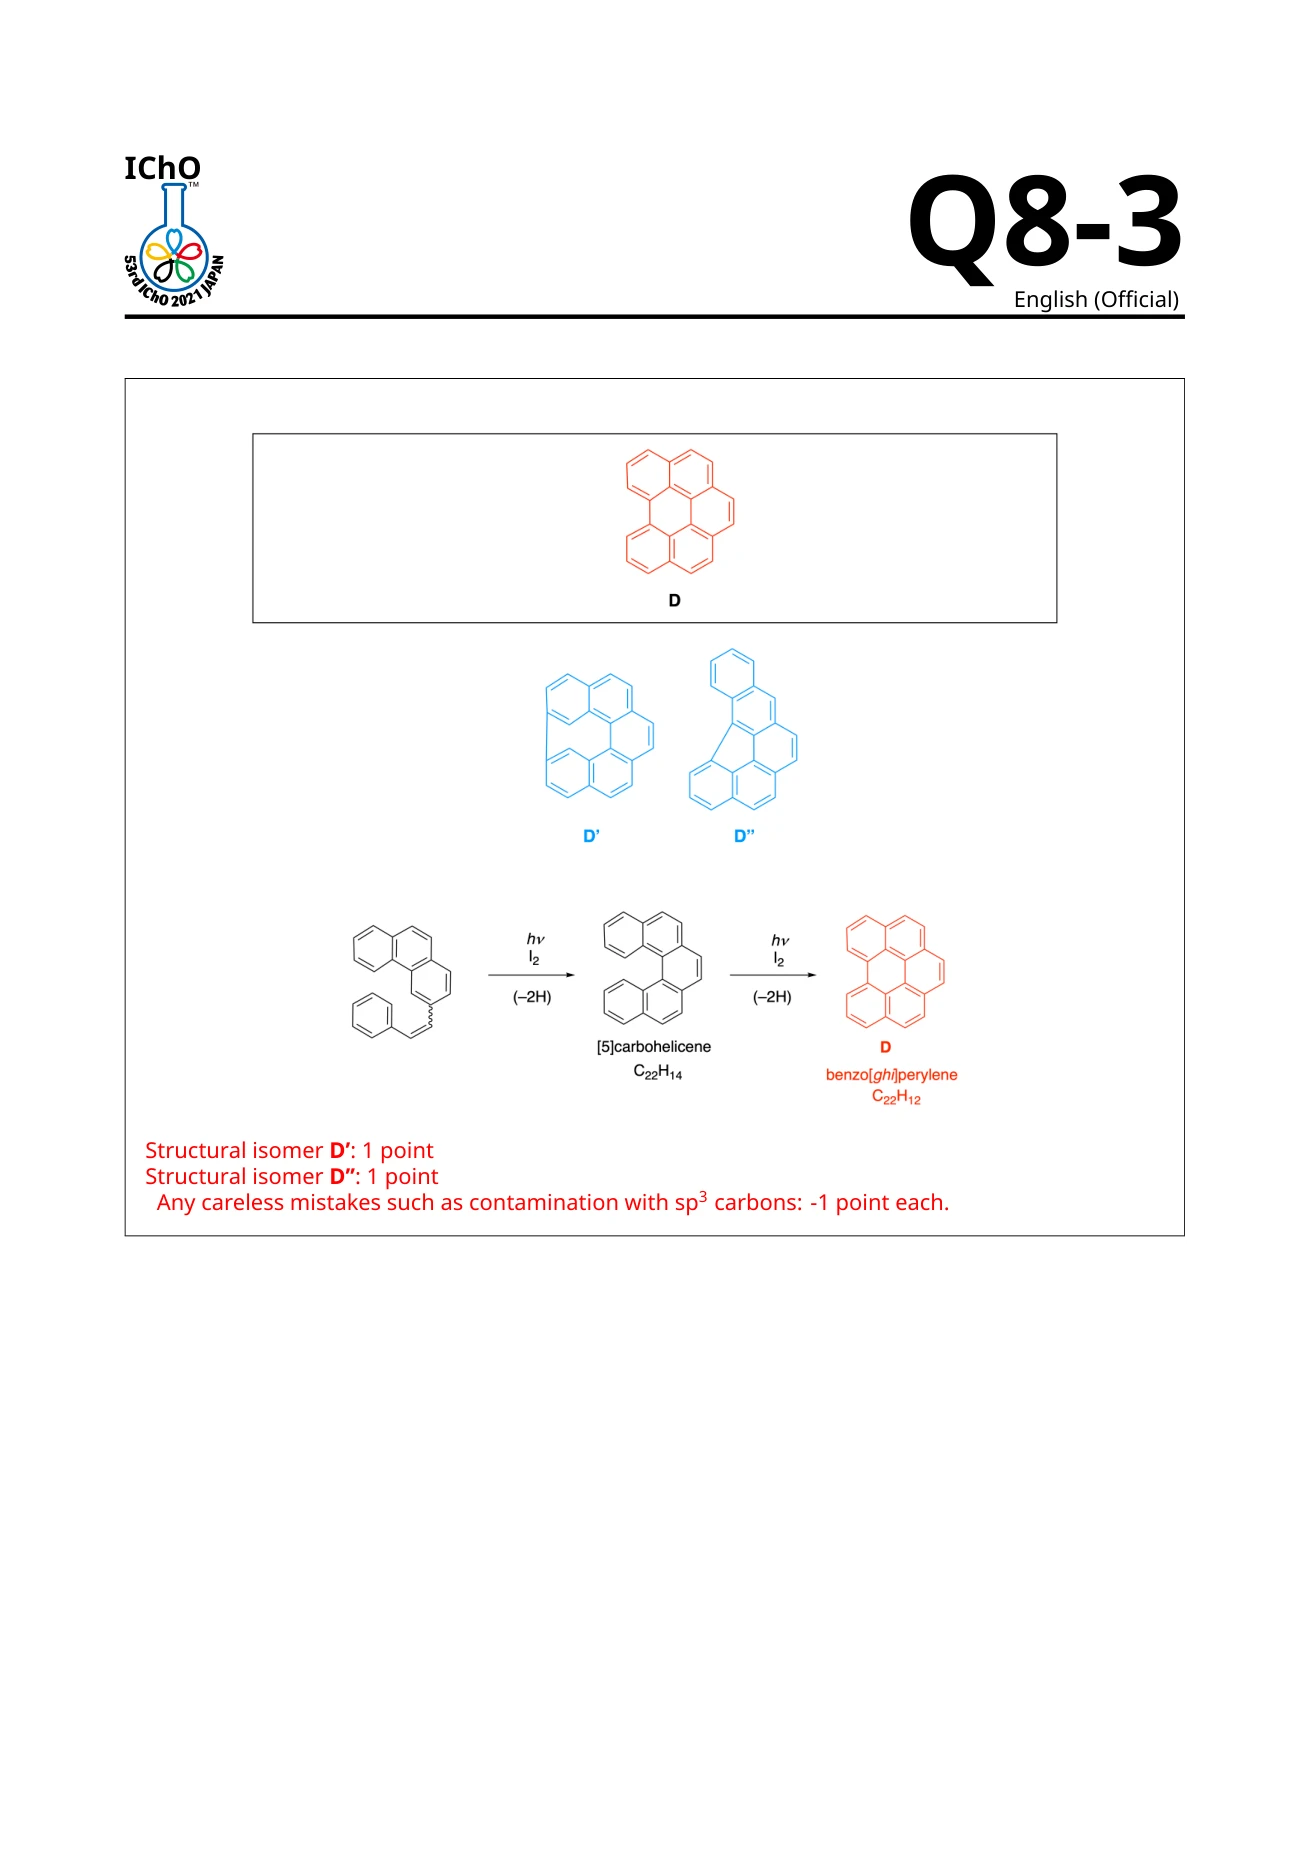 IChO
TM
53rd IChO 2021 JAPAN
Q8-3
English (Official)
D
D’ D”
hν
I2
(–2H)
hν
I2
(–2H)
[5]carbohelicene
C22H14
D
benzo[ghi]perylene
C22H12
Structural isomer D’: 1 point
Structural isomer D”: 1 point
Any careless mistakes such as contamination with sp3 carbons: -1 point each.